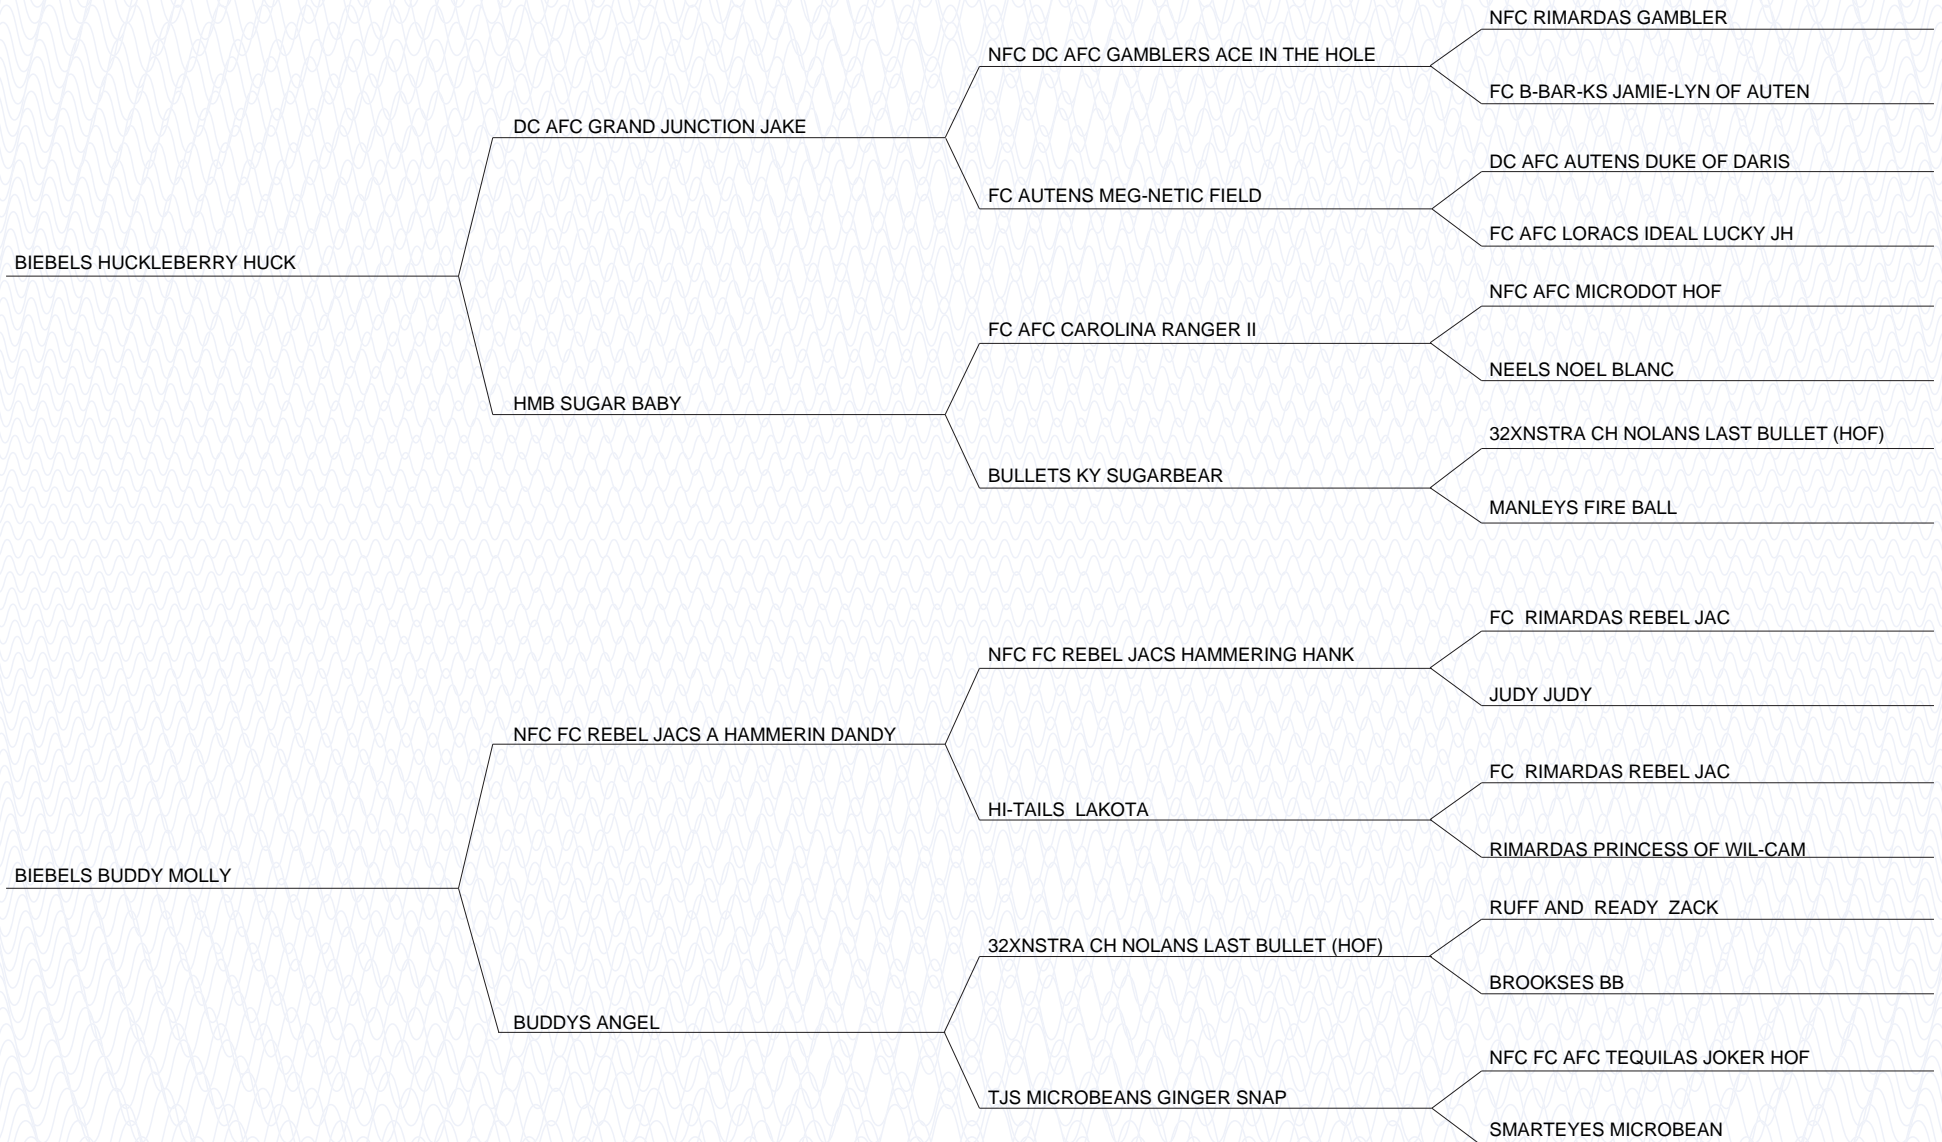 NFC RIMARDAS GAMBLER
NFC DC AFC GAMBLERS ACE IN THE HOLE
FC B-BAR-KS JAMIE-LYN OF AUTEN
DC AFC GRAND JUNCTION JAKE
DC AFC AUTENS DUKE OF DARIS
FC AUTENS MEG-NETIC FIELD
FC AFC LORACS IDEAL LUCKY JH
BIEBELS HUCKLEBERRY HUCK
NFC AFC MICRODOT HOF
FC AFC CAROLINA RANGER II
NEELS NOEL BLANC
HMB SUGAR BABY
32XNSTRA CH NOLANS LAST BULLET (HOF)
BULLETS KY SUGARBEAR
MANLEYS FIRE BALL
FC  RIMARDAS REBEL JAC
NFC FC REBEL JACS HAMMERING HANK
JUDY JUDY
NFC FC REBEL JACS A HAMMERIN DANDY
FC  RIMARDAS REBEL JAC
HI-TAILS  LAKOTA
RIMARDAS PRINCESS OF WIL-CAM
BIEBELS BUDDY MOLLY
RUFF AND  READY  ZACK
32XNSTRA CH NOLANS LAST BULLET (HOF)
BROOKSES BB
BUDDYS ANGEL
NFC FC AFC TEQUILAS JOKER HOF
TJS MICROBEANS GINGER SNAP
SMARTEYES MICROBEAN